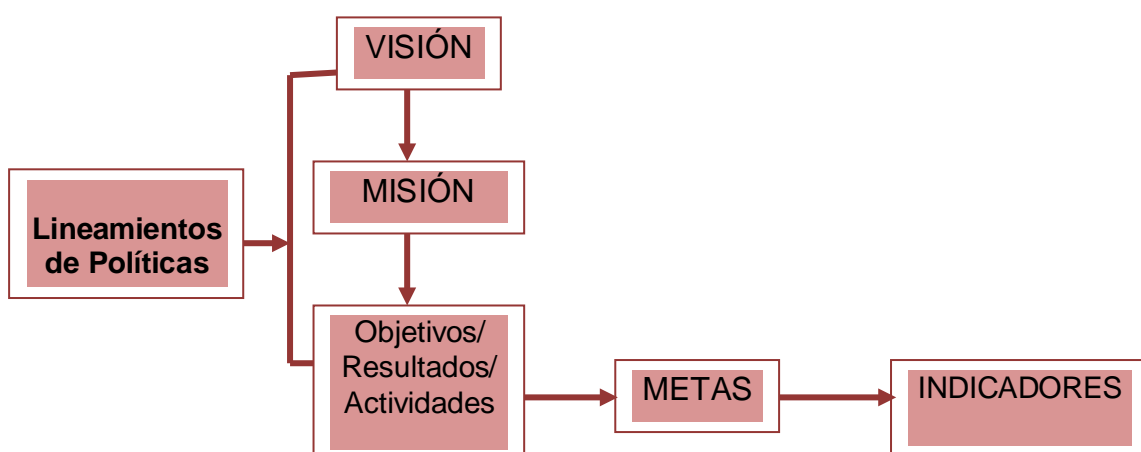 VISIÓN
MISIÓN
Lineamientos
de Políticas
Objetivos/
Resultados/
Actividades
METAS
INDICADORES